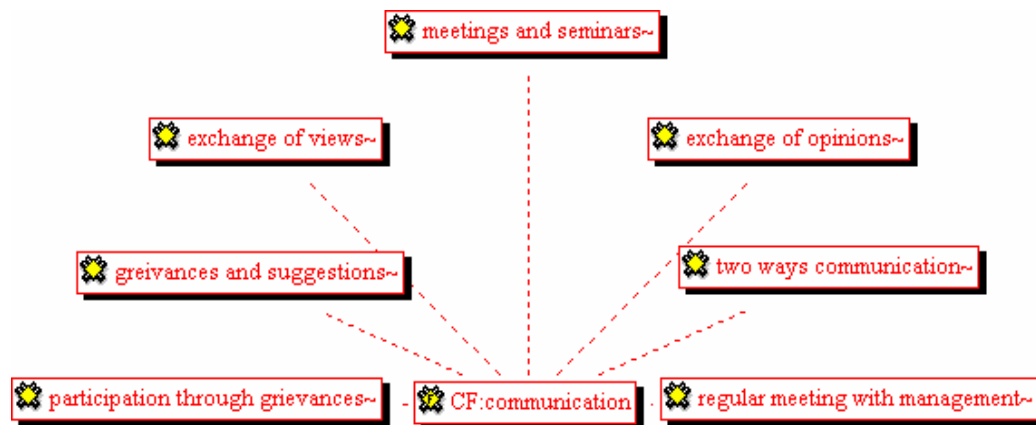 meetings and seminars~
exchange of views~
exchange of opinions~
greivances and suggestions~
two ways communication~
participation through grievances~
CF:communication
regular meeting with management~